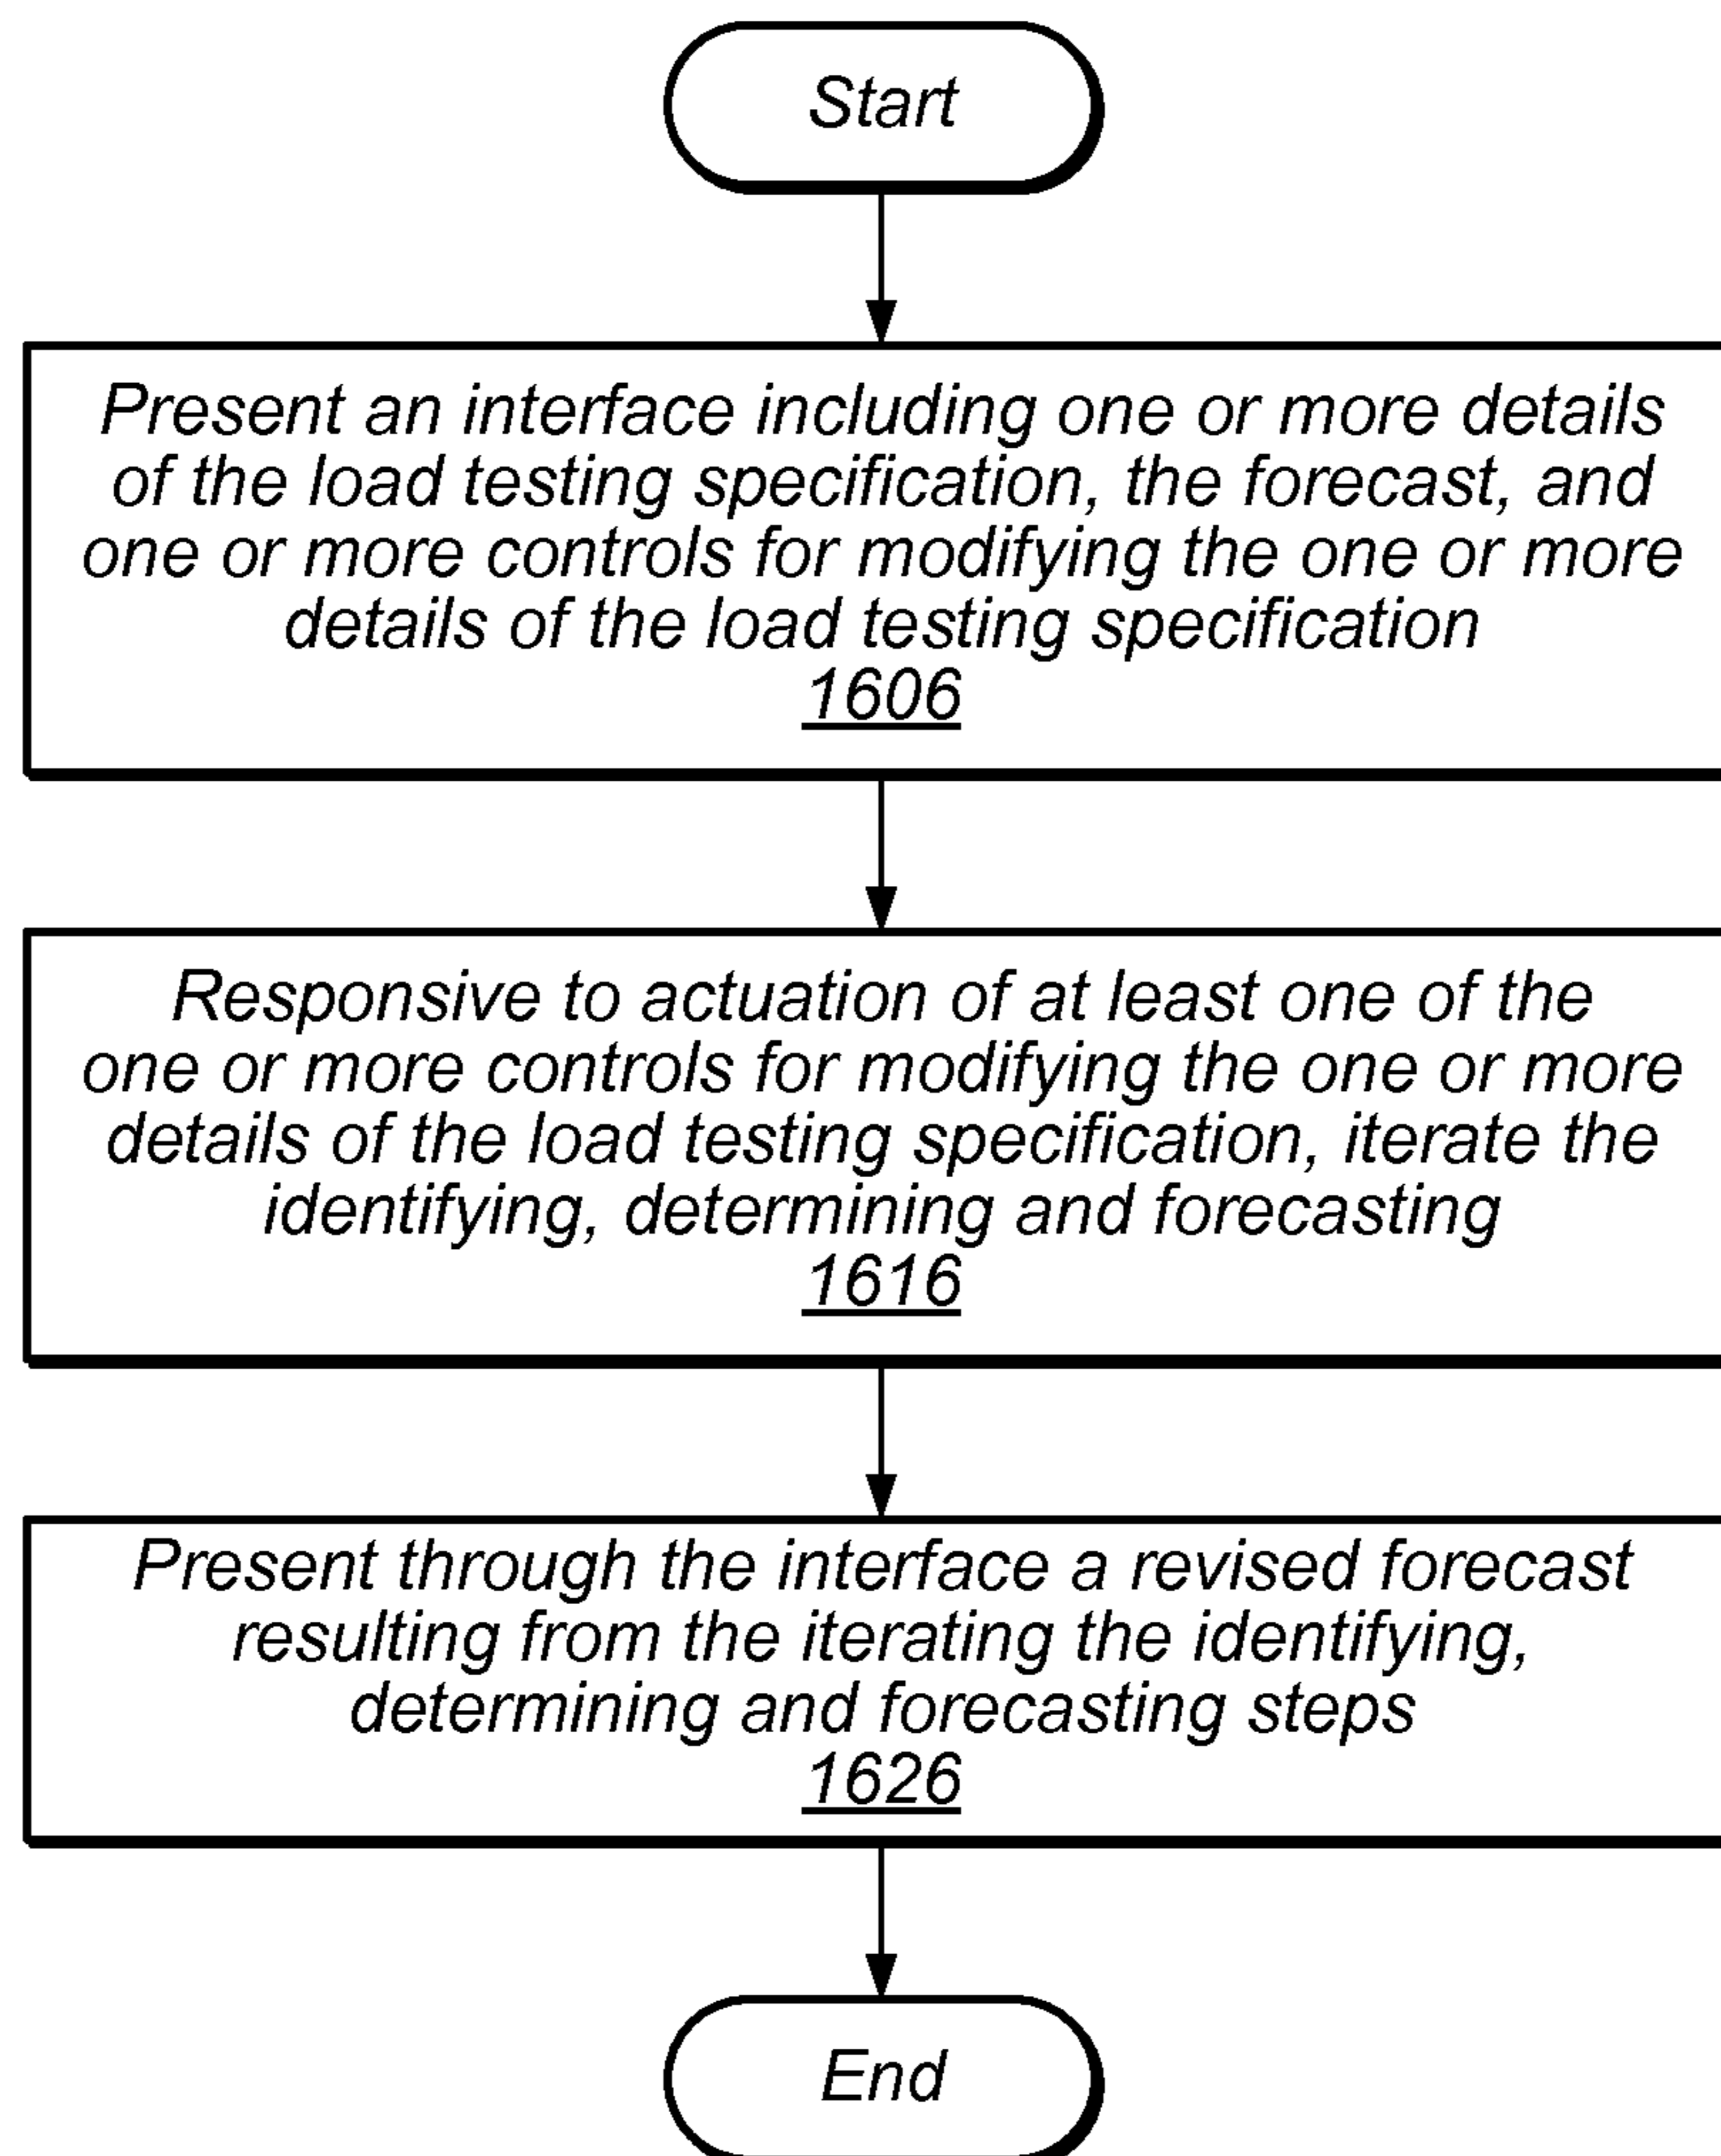 Start
Present an interface including one or more details
of the load testing specification, the forecast, and
one or more controls for modifying the one or more
details of the load testing specification
1606
Responsive to actuation of at least one of the
one or more controls for modifying the one or more
details of the load testing specification, iterate the
identifying, determining and forecasting
1616
Present through the interface a revised forecast
resulting from the iterating the identifying,
determining and forecasting steps
1626
End